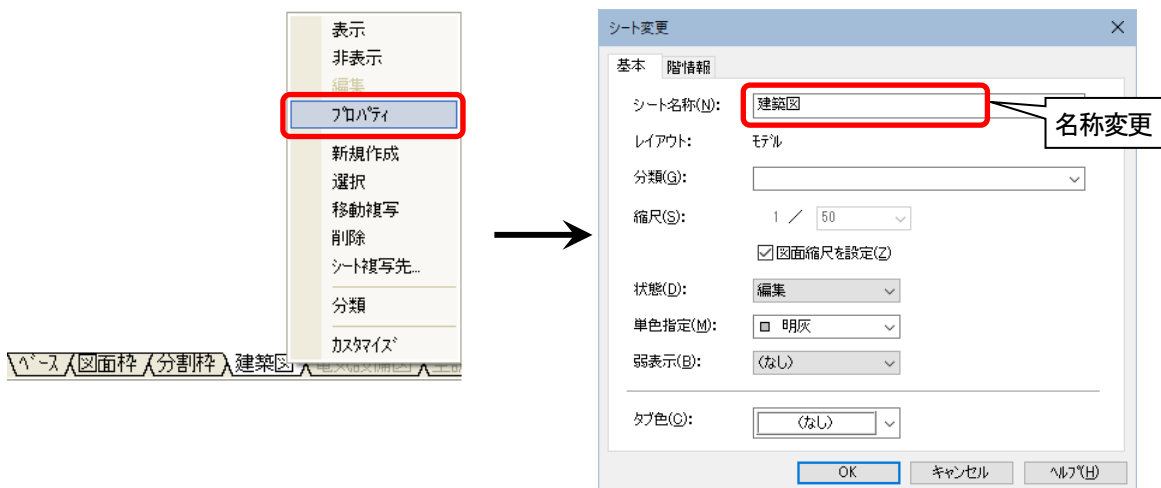 表示
非表示
編集
ﾌﾟﾛﾊﾟﾃｨ
新規作成
選択
移動複写
削除
ｼｰﾄ複写先...
分類
ｶｽﾀﾏｲｽﾞ
ﾍﾞｰｽ 図面枠 分割枠 建築図 電気設備図
シート変更
基本 階情報
シート名称(N): 建築図
名称変更
レイアウト: ﾓﾃﾞﾙ
分類(G):
縮尺(S): 1 ／ 50
図面縮尺を設定(Z)
状態(D): 編集
単色指定(M): 明灰
弱表示(B): (なし)
タブ色(C): (なし)
OK キャンセル ﾍﾙﾌﾟ(H)